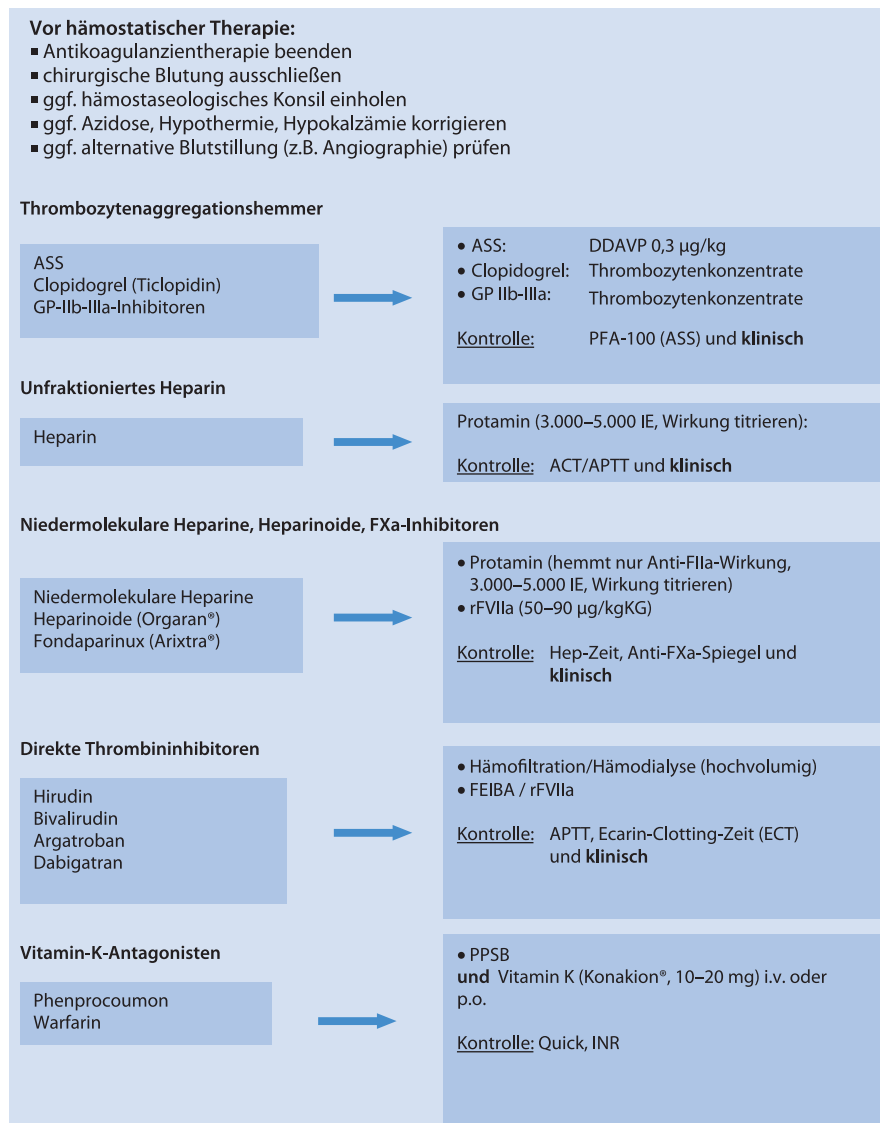 Vor hämostatischer Therapie:
▪ Antikoagulanzientherapie beenden
▪ chirurgische Blutung ausschließen
▪ ggf. hämostaseologisches Konsil einholen
▪ ggf. Azidose, Hypothermie, Hypokalzämie korrigieren
▪ ggf. alternative Blutstillung (z.B. Angiographie) prüfen
Thrombozytenaggregationshemmer
ASS
Clopidogrel (Ticlopidin)
GP-IIb-IIIa-Inhibitoren
• ASS: DDAVP 0,3 µg/kg
• Clopidogrel: Thrombozytenkonzentrate
• GP IIb-IIIa: Thrombozytenkonzentrate
Kontrolle: PFA-100 (ASS) und klinisch
Unfraktioniertes Heparin
Heparin
Protamin (3.000–5.000 IE, Wirkung titrieren):
Kontrolle: ACT/APTT und klinisch
Niedermolekulare Heparine, Heparinoide, FXa-Inhibitoren
Niedermolekulare Heparine
Heparinoide (Orgaran®)
Fondaparinux (Arixtra®)
• Protamin (hemmt nur Anti-FIIa-Wirkung,
3.000–5.000 IE, Wirkung titrieren)
• rFVIIa (50–90 µg/kgKG)
Kontrolle: Hep-Zeit, Anti-FXa-Spiegel und
klinisch
Direkte Thrombininhibitoren
Hirudin
Bivalirudin
Argatroban
Dabigatran
• Hämofiltration/Hämodialyse (hochvolumig)
• FEIBA / rFVIIa
Kontrolle: APTT, Ecarin-Clotting-Zeit (ECT)
und klinisch
Vitamin-K-Antagonisten
Phenprocoumon
Warfarin
• PPSB
und Vitamin K (Konakion®, 10–20 mg) i.v. oder
p.o.
Kontrolle: Quick, INR